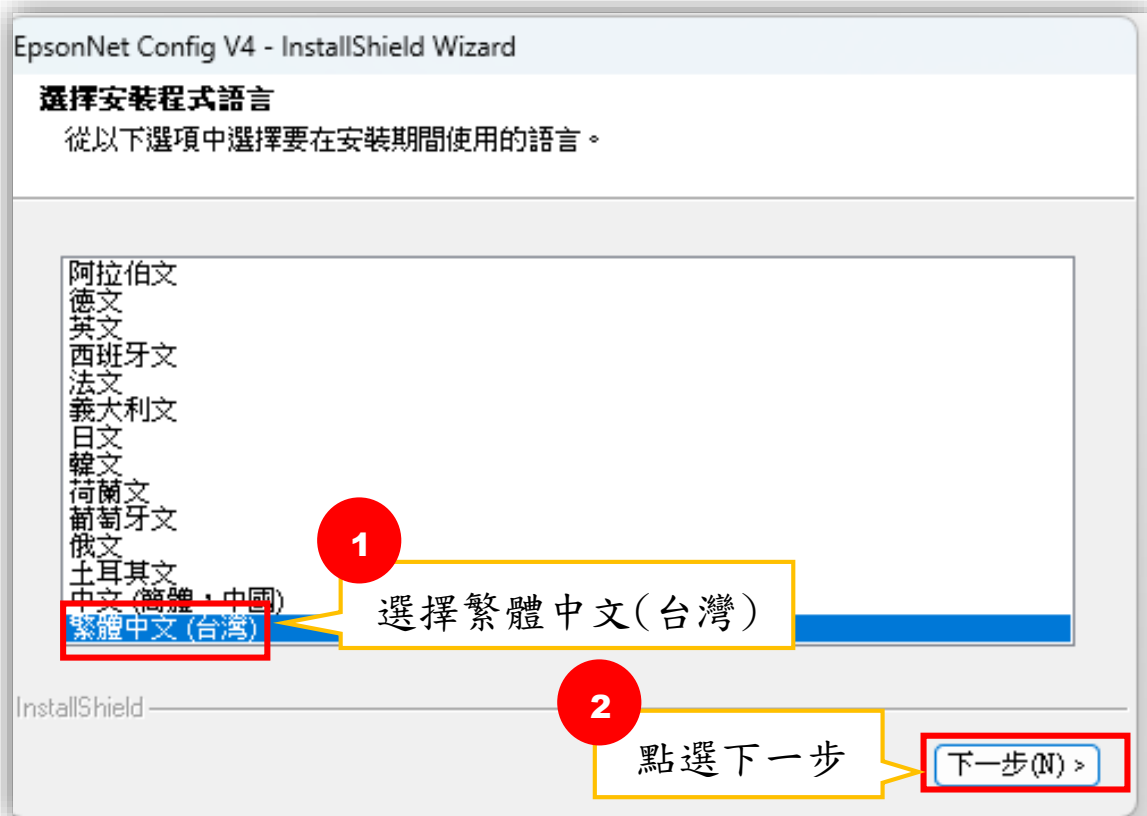 EpsonNet Config V4 - InstallShield Wizard
選擇安裝程式語言
從以下選項中選擇要在安裝期間使用的語言。
阿拉伯文
德文
英文
西班牙文
法文
義大利文
日文
韓文
荷蘭文
葡萄牙文
俄文
土耳其文
中文 (簡體，中國)
繁體中文 (台灣)
1
選擇繁體中文(台灣)
InstallShield
2
點選下一步
下一步(N) >